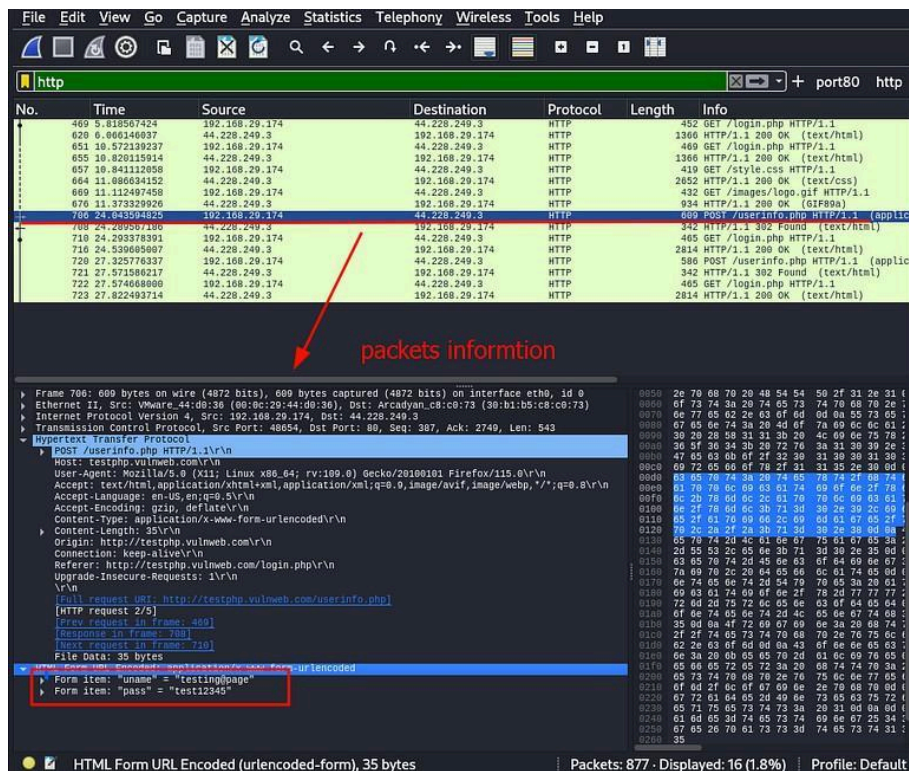 File Edit View Go Capture Analyze Statistics Telephony Wireless Tools Help
http + port80 http
No. Time Source Destination Protocol Length Info
469 5.818567424 192.168.29.174 44.228.249.3 HTTP 452 GET /login.php HTTP/1.1
620 6.066146037 44.228.249.3 192.168.29.174 HTTP 1366 HTTP/1.1 200 OK (text/html)
651 10.572139237 192.168.29.174 44.228.249.3 HTTP 469 GET /login.php HTTP/1.1
655 10.820115914 44.228.249.3 192.168.29.174 HTTP 1366 HTTP/1.1 200 OK (text/html)
657 10.841112058 192.168.29.174 44.228.249.3 HTTP 419 GET /style.css HTTP/1.1
664 11.086634152 44.228.249.3 192.168.29.174 HTTP 2652 HTTP/1.1 200 OK (text/css)
669 11.112497458 192.168.29.174 44.228.249.3 HTTP 432 GET /images/logo.gif HTTP/1.1
676 11.373329926 44.228.249.3 192.168.29.174 HTTP 934 HTTP/1.1 200 OK (GIF89a)
706 24.043594825 192.168.29.174 44.228.249.3 HTTP 609 POST /userinfo.php HTTP/1.1 (applic
708 24.289567186 44.228.249.3 192.168.29.174 HTTP 342 HTTP/1.1 302 Found (text/html)
710 24.293378391 192.168.29.174 44.228.249.3 HTTP 465 GET /login.php HTTP/1.1
716 24.539605007 44.228.249.3 192.168.29.174 HTTP 2814 HTTP/1.1 200 OK (text/html)
720 27.325776337 192.168.29.174 44.228.249.3 HTTP 586 POST /userinfo.php HTTP/1.1 (applic
721 27.571586217 44.228.249.3 192.168.29.174 HTTP 342 HTTP/1.1 302 Found (text/html)
722 27.574668000 192.168.29.174 44.228.249.3 HTTP 465 GET /login.php HTTP/1.1
723 27.822493714 44.228.249.3 192.168.29.174 HTTP 2814 HTTP/1.1 200 OK (text/html)
packets informtion
Frame 706: 609 bytes on wire (4872 bits), 609 bytes captured (4872 bits) on interface eth0, id 0
Ethernet II, Src: VMware_44:d0:36 (00:0c:29:44:d0:36), Dst: Arcadyan_c8:c0:73 (30:b1:b5:c8:c0:73)
Internet Protocol Version 4, Src: 192.168.29.174, Dst: 44.228.249.3
Transmission Control Protocol, Src Port: 48654, Dst Port: 80, Seq: 387, Ack: 2749, Len: 543
Hypertext Transfer Protocol
POST /userinfo.php HTTP/1.1\r\n
Host: testphp.vulnweb.com\r\n
User-Agent: Mozilla/5.0 (X11; Linux x86_64; rv:109.0) Gecko/20100101 Firefox/115.0\r\n
Accept: text/html,application/xhtml+xml,application/xml;q=0.9,image/avif,image/webp,*/*;q=0.8\r\n
Accept-Language: en-US,en;q=0.5\r\n
Accept-Encoding: gzip, deflate\r\n
Content-Type: application/x-www-form-urlencoded\r\n
Content-Length: 35\r\n
Origin: http://testphp.vulnweb.com\r\n
Connection: keep-alive\r\n
Referer: http://testphp.vulnweb.com/login.php\r\n
Upgrade-Insecure-Requests: 1\r\n
\r\n
[Full request URI: http://testphp.vulnweb.com/userinfo.php]
[HTTP request 2/5]
[Prev request in frame: 469]
[Response in frame: 708]
[Next request in frame: 710]
File Data: 35 bytes
HTML Form URL Encoded: application/x-www-form-urlencoded
Form item: "uname" = "testing@page"
Form item: "pass" = "test12345"
HTML Form URL Encoded (urlencoded-form), 35 bytes Packets: 877 · Displayed: 16 (1.8%) Profile: Default